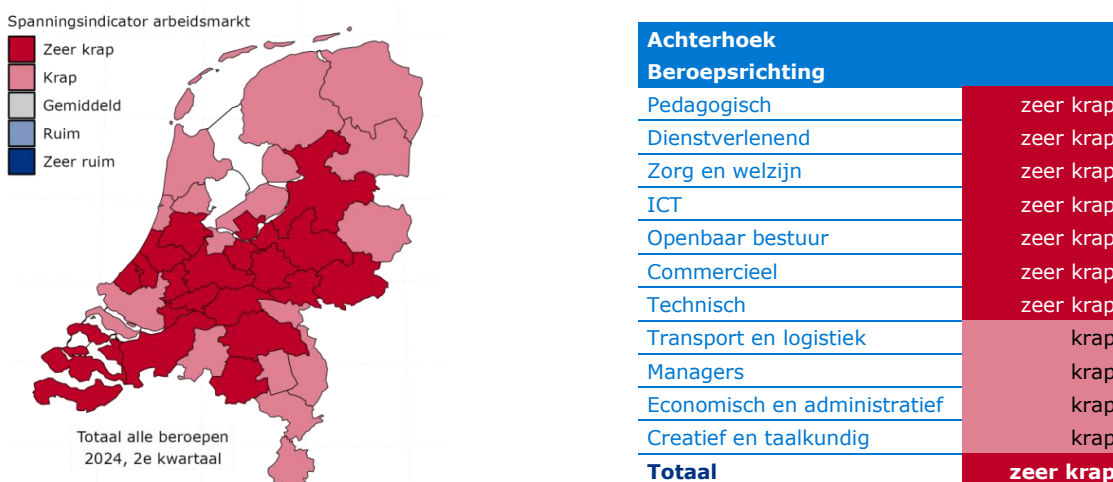 Spanningsindicator arbeidsmarkt
Zeer krap
Krap
Gemiddeld
Ruim
Zeer ruim
Totaal alle beroepen
2024, 2e kwartaal
Achterhoek
Beroepsrichting
Pedagogisch zeer krap
Dienstverlenend zeer krap
Zorg en welzijn zeer krap
ICT zeer krap
Openbaar bestuur zeer krap
Commercieel zeer krap
Technisch zeer krap
Transport en logistiek krap
Managers krap
Economisch en administratief krap
Creatief en taalkundig krap
Totaal zeer krap